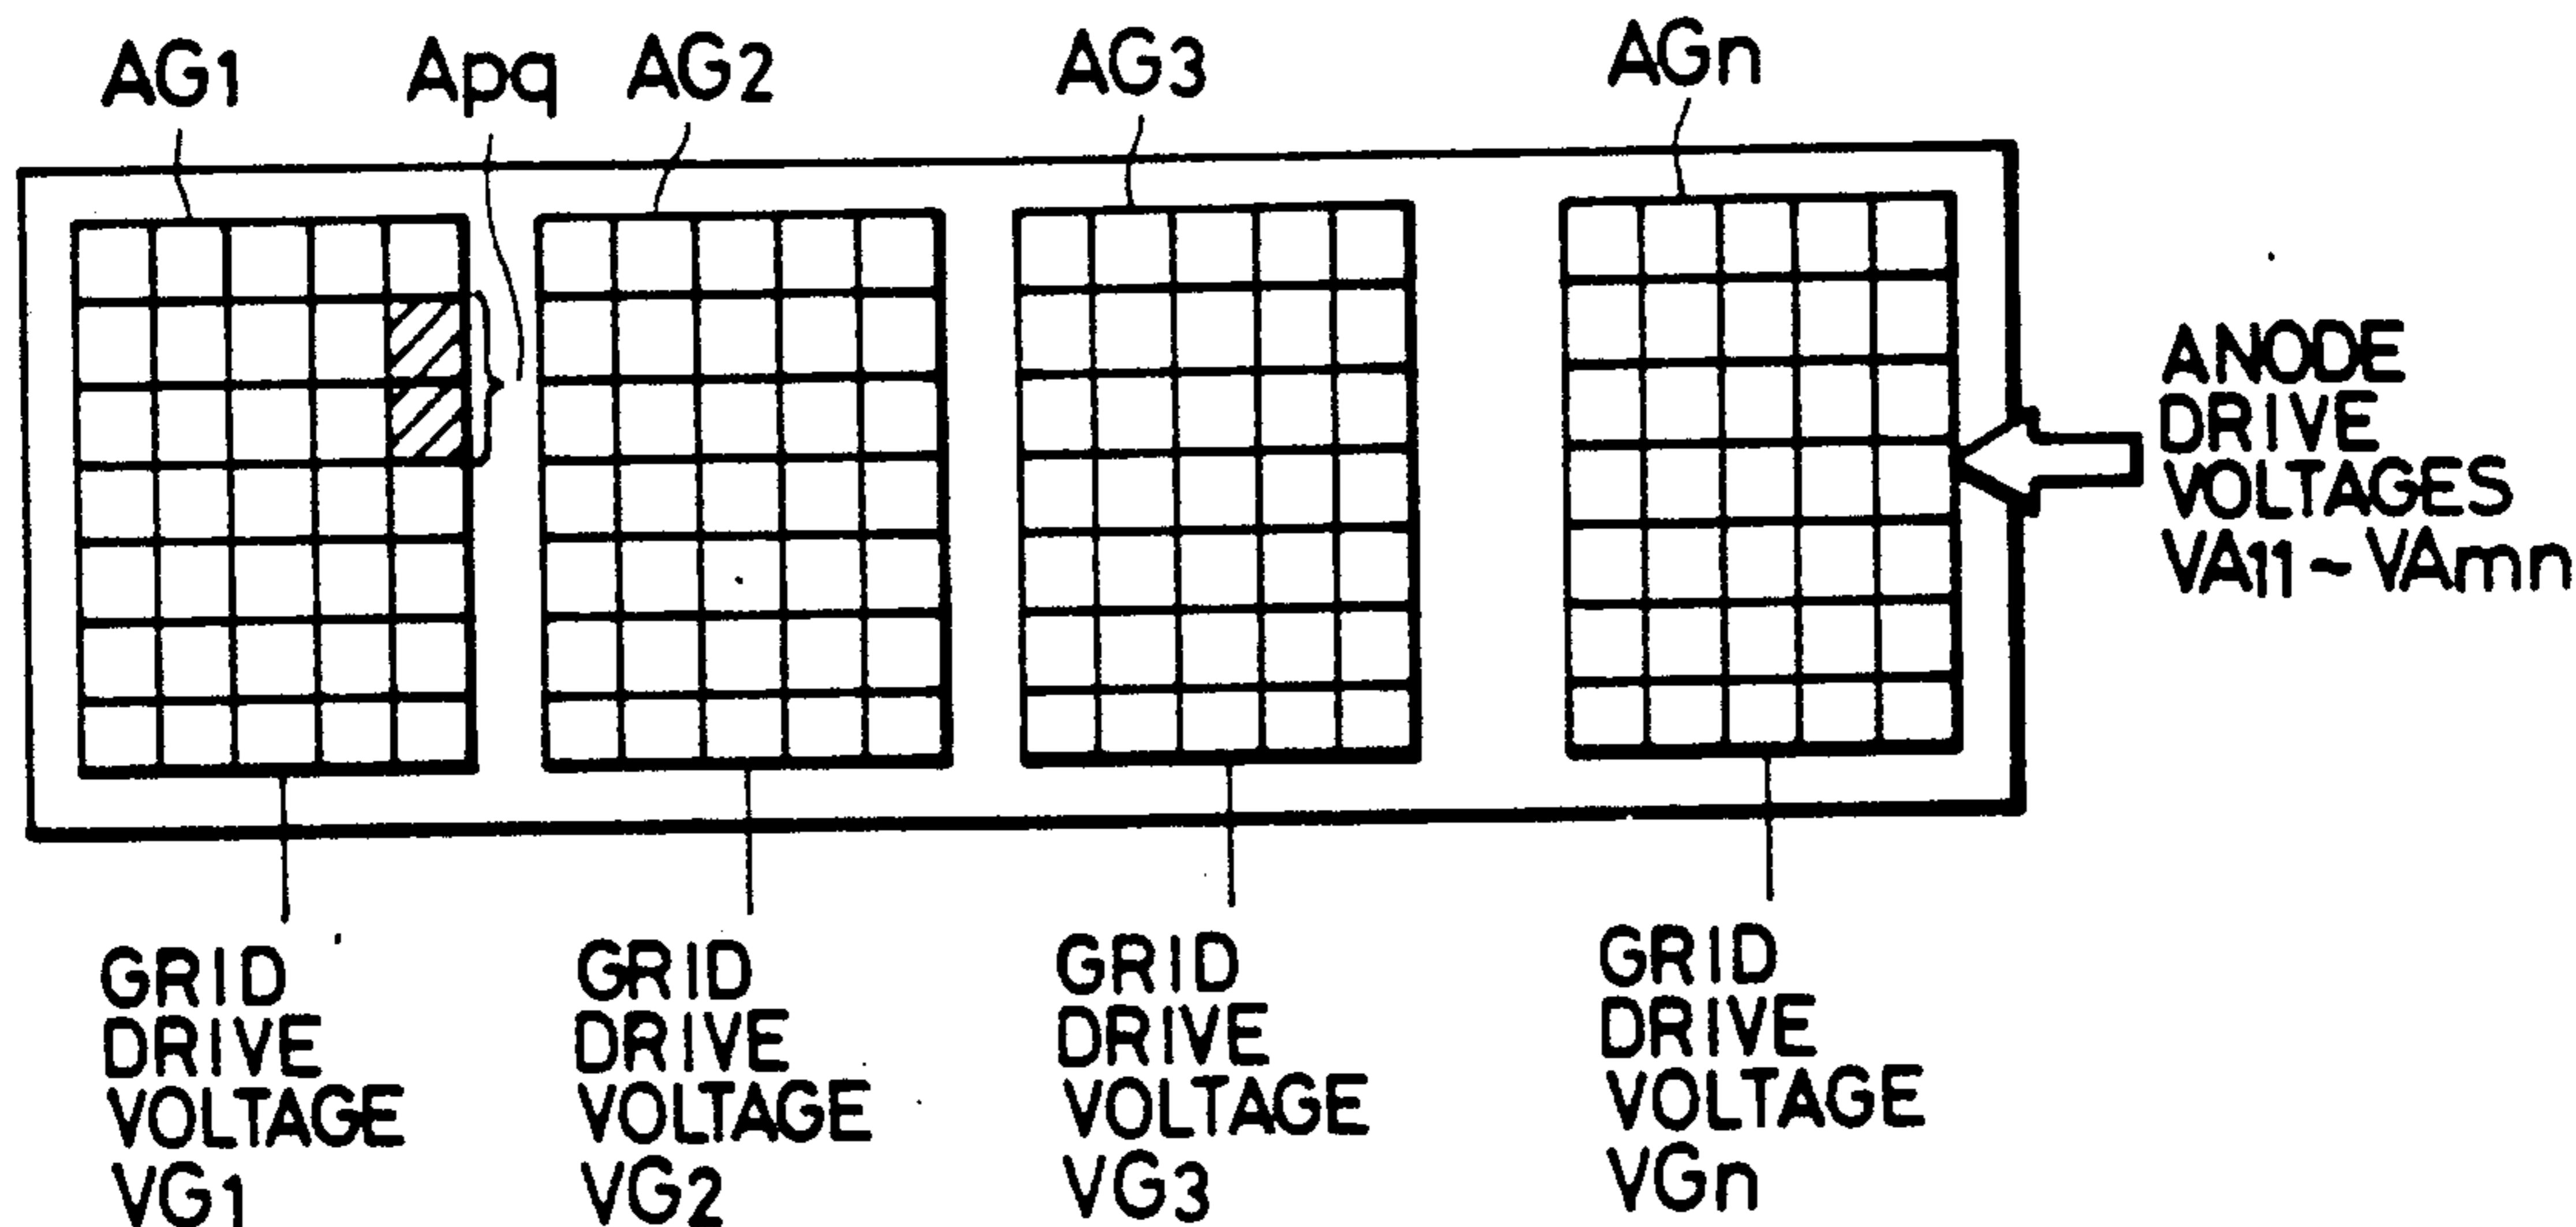 AG1 Apq AG2 AG3 AGn
ANODE
DRIVE
VOLTAGES
VA11 ~ VAmn
GRID
DRIVE
VOLTAGE
VG1
GRID
DRIVE
VOLTAGE
VG2
GRID
DRIVE
VOLTAGE
VG3
GRID
DRIVE
VOLTAGE
VGn